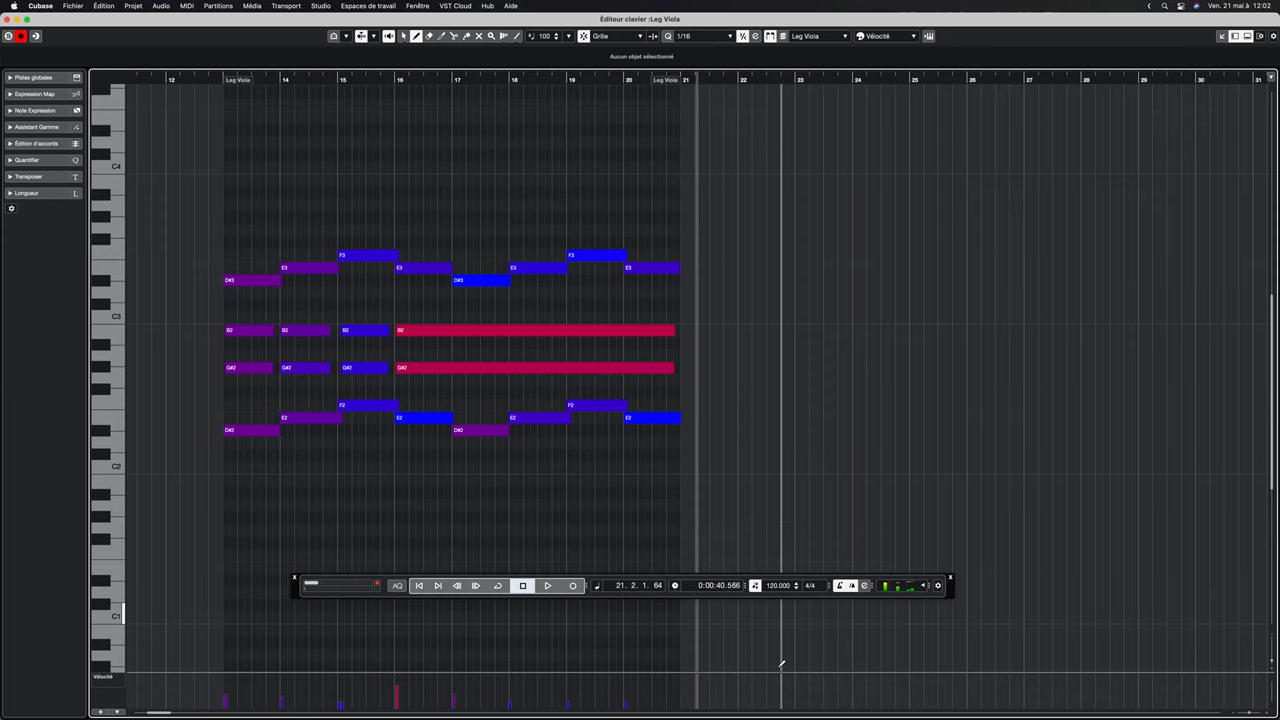 Cubase Fichier Édition Projet Audio MIDI Partitions Média Transport Studio Espaces de travail Fenêtre VST Cloud Hub Aide Ven. 21 mai à 12:02
Éditeur clavier :Leg Viola
100 Grille Q 1/16 Leg Viola Vélocité
Aucun objet sélectionné
Pistes globales
12 Leg Viola 14 15 16 17 18 19 20 Leg Viola 21 22 23 24 25 26 27 28 29 30 31
Expression Map
Note Expression
Assistant Gamme
Édition d'accords
Quantifier Q
C4
Transposer T
Longueur L
F3 F3
E3 E3 E3 E3
D#3 D#3
C3
B2 B2 B2 B2
G#2 G#2 G#2 G#2
F2 F2
E2 E2 E2 E2
D#2 D#2
C2
x x
AQ 21. 2. 1. 64 0:00:40.566 120.000 4/4
C1
Vélocité